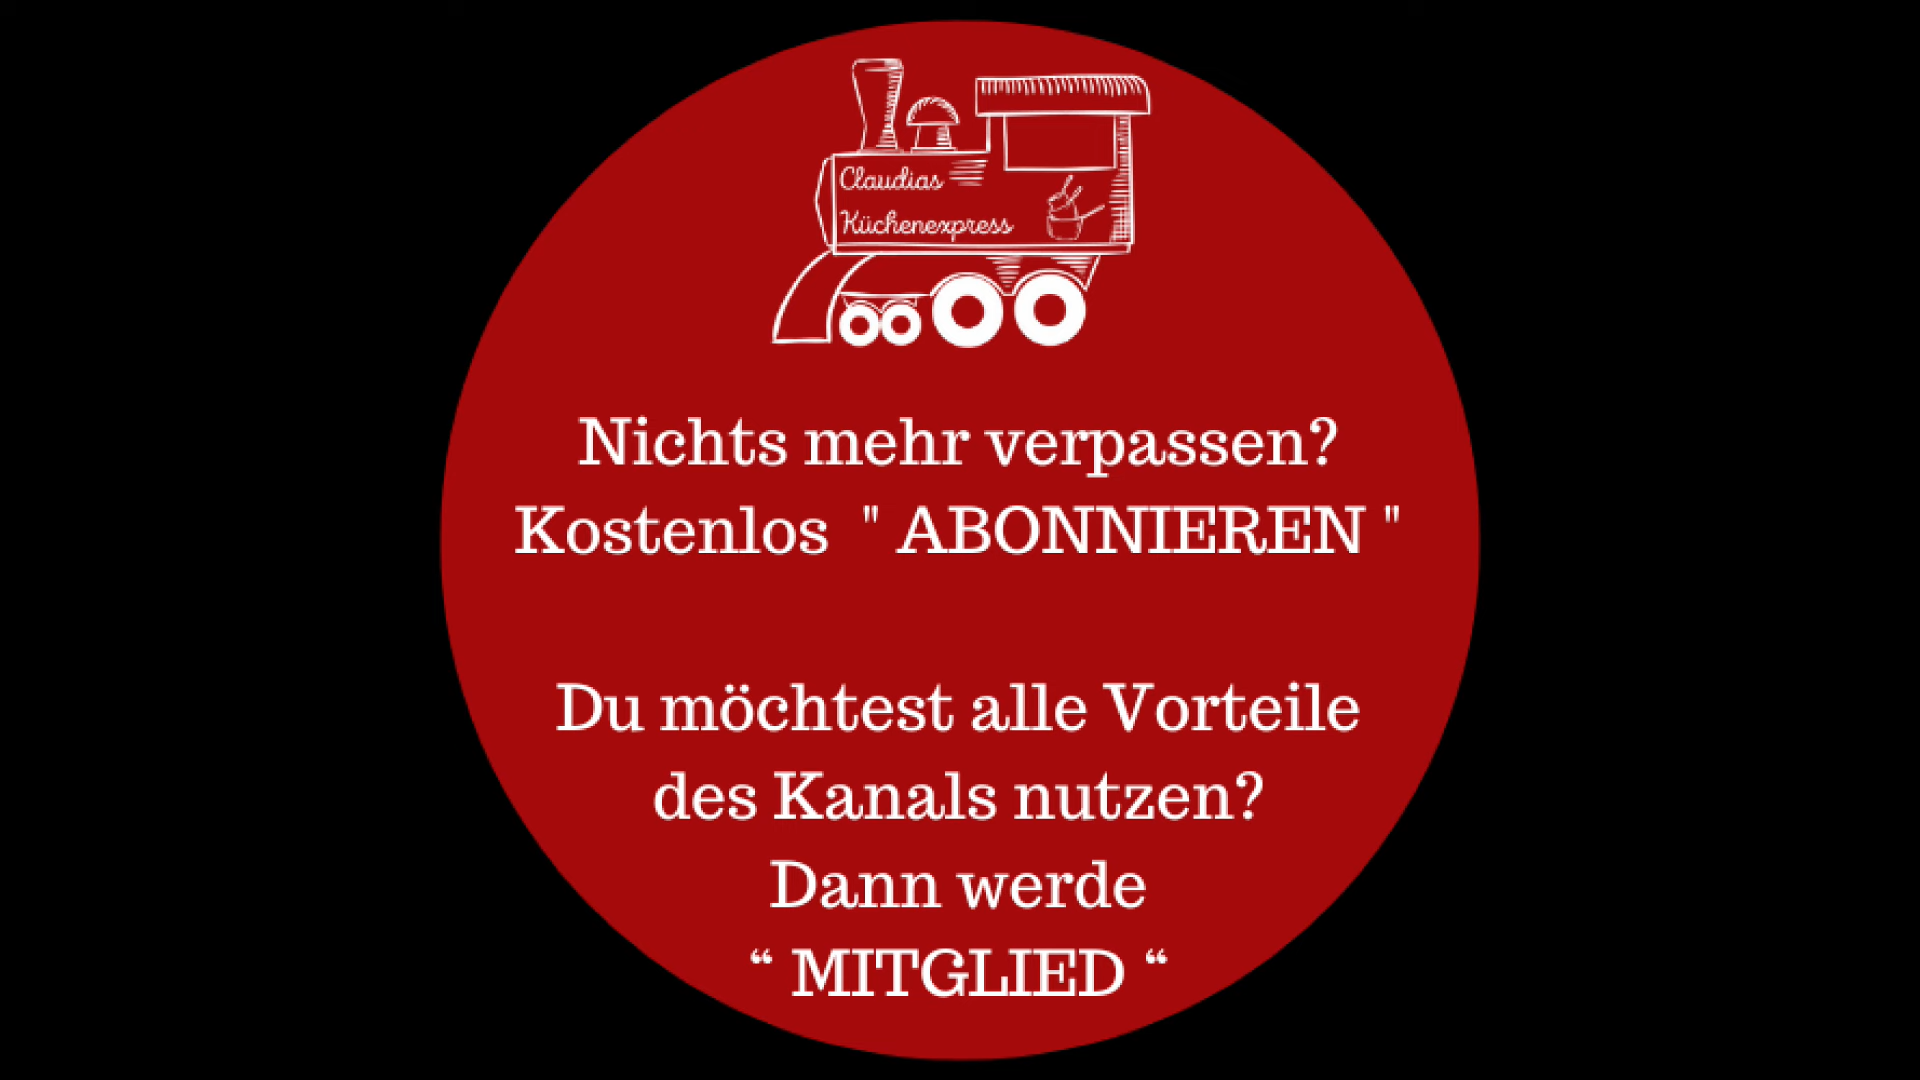 Claudias
Küchenexpress
Nichts mehr verpassen?
Kostenlos " ABONNIEREN "
Du möchtest alle Vorteile
des Kanals nutzen?
Dann werde
“ MITGLIED “